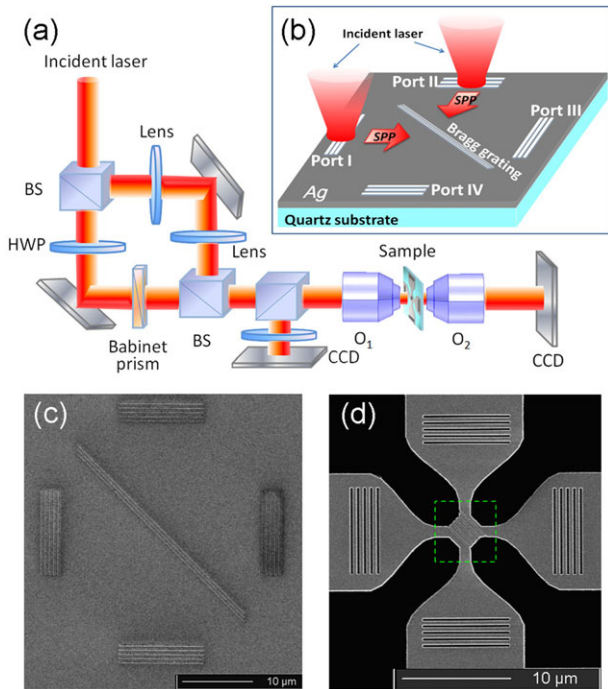 (a)
Incident laser
Lens
BS
HWP
Lens
Babinet
prism
BS
CCD
O1
Sample
O2
CCD
(b)
Incident laser
Port II
SPP
Port III
Port I
SPP
Bragg grating
Ag
Port IV
Quartz substrate
(c)
10 μm
(d)
10 μm